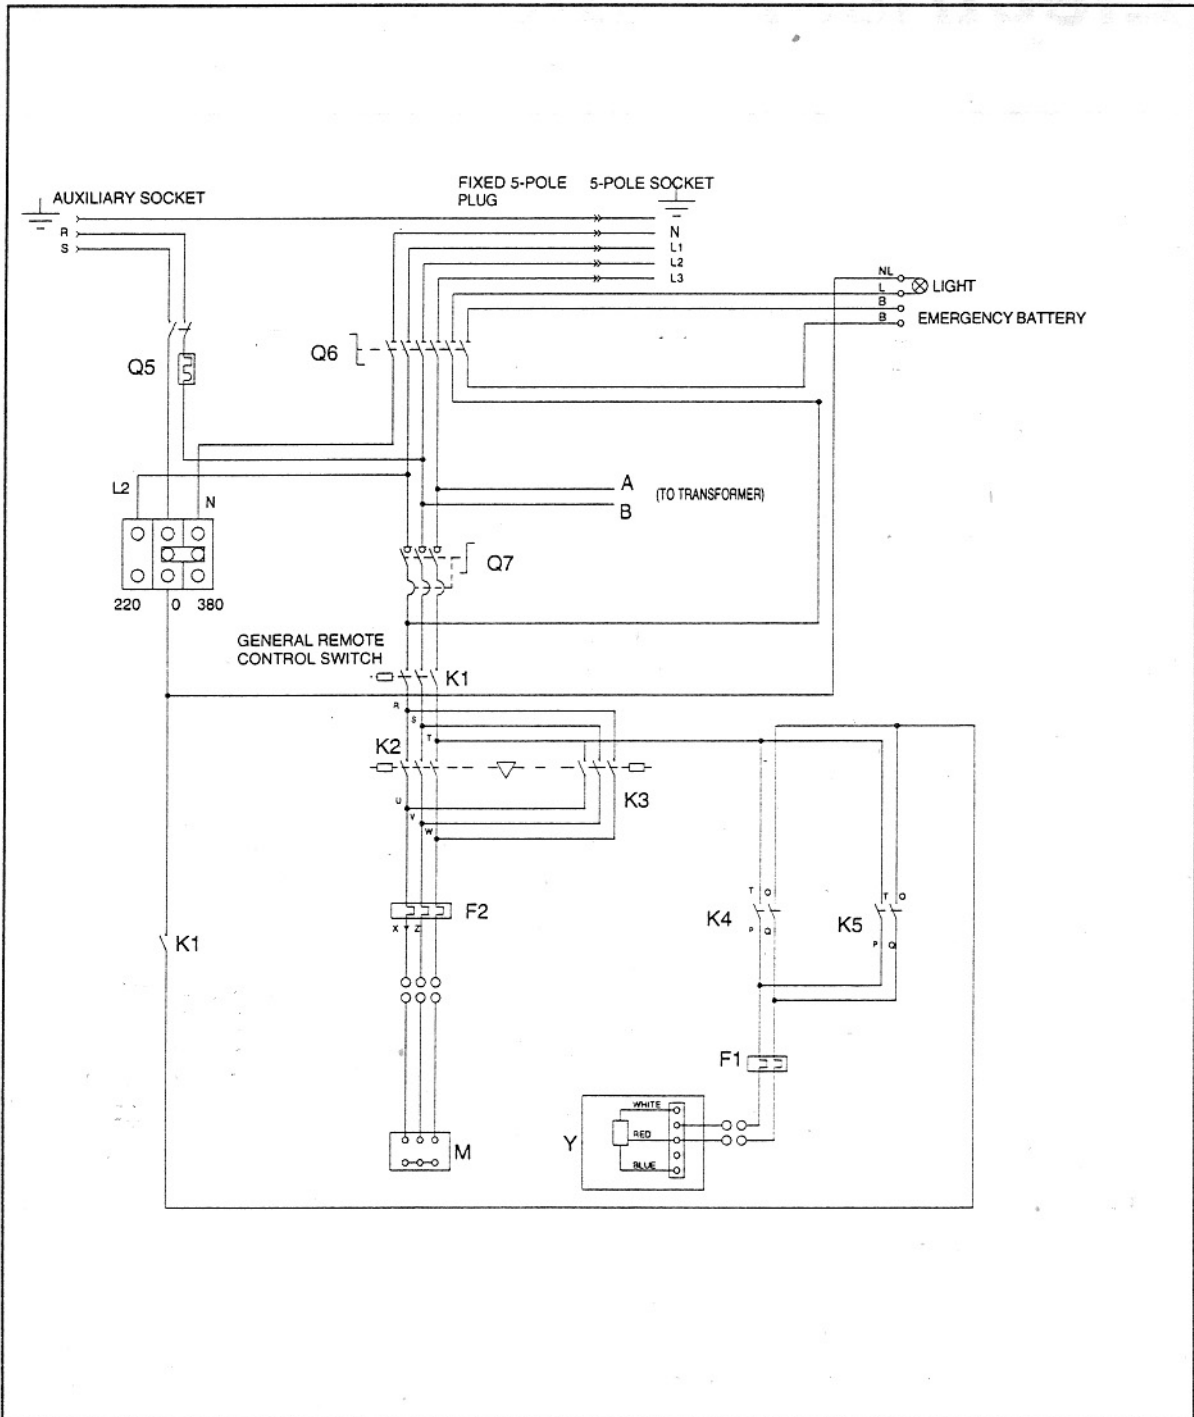 FIXED 5-POLE
PLUG
5-POLE SOCKET
AUXILIARY SOCKET
R
S
N
L1
L2
L3
NL
L
B
B
LIGHT
EMERGENCY BATTERY
Q5
Q6
L2
N
A
B
(TO TRANSFORMER)
Q7
220
0
380
GENERAL REMOTE
CONTROL SWITCH
K1
R
S
T
K2
K3
U
V
W
F2
X
Z
K4
T
O
P
Q
K5
T
O
P
Q
K1
F1
WHITE
RED
BLUE
Y
M